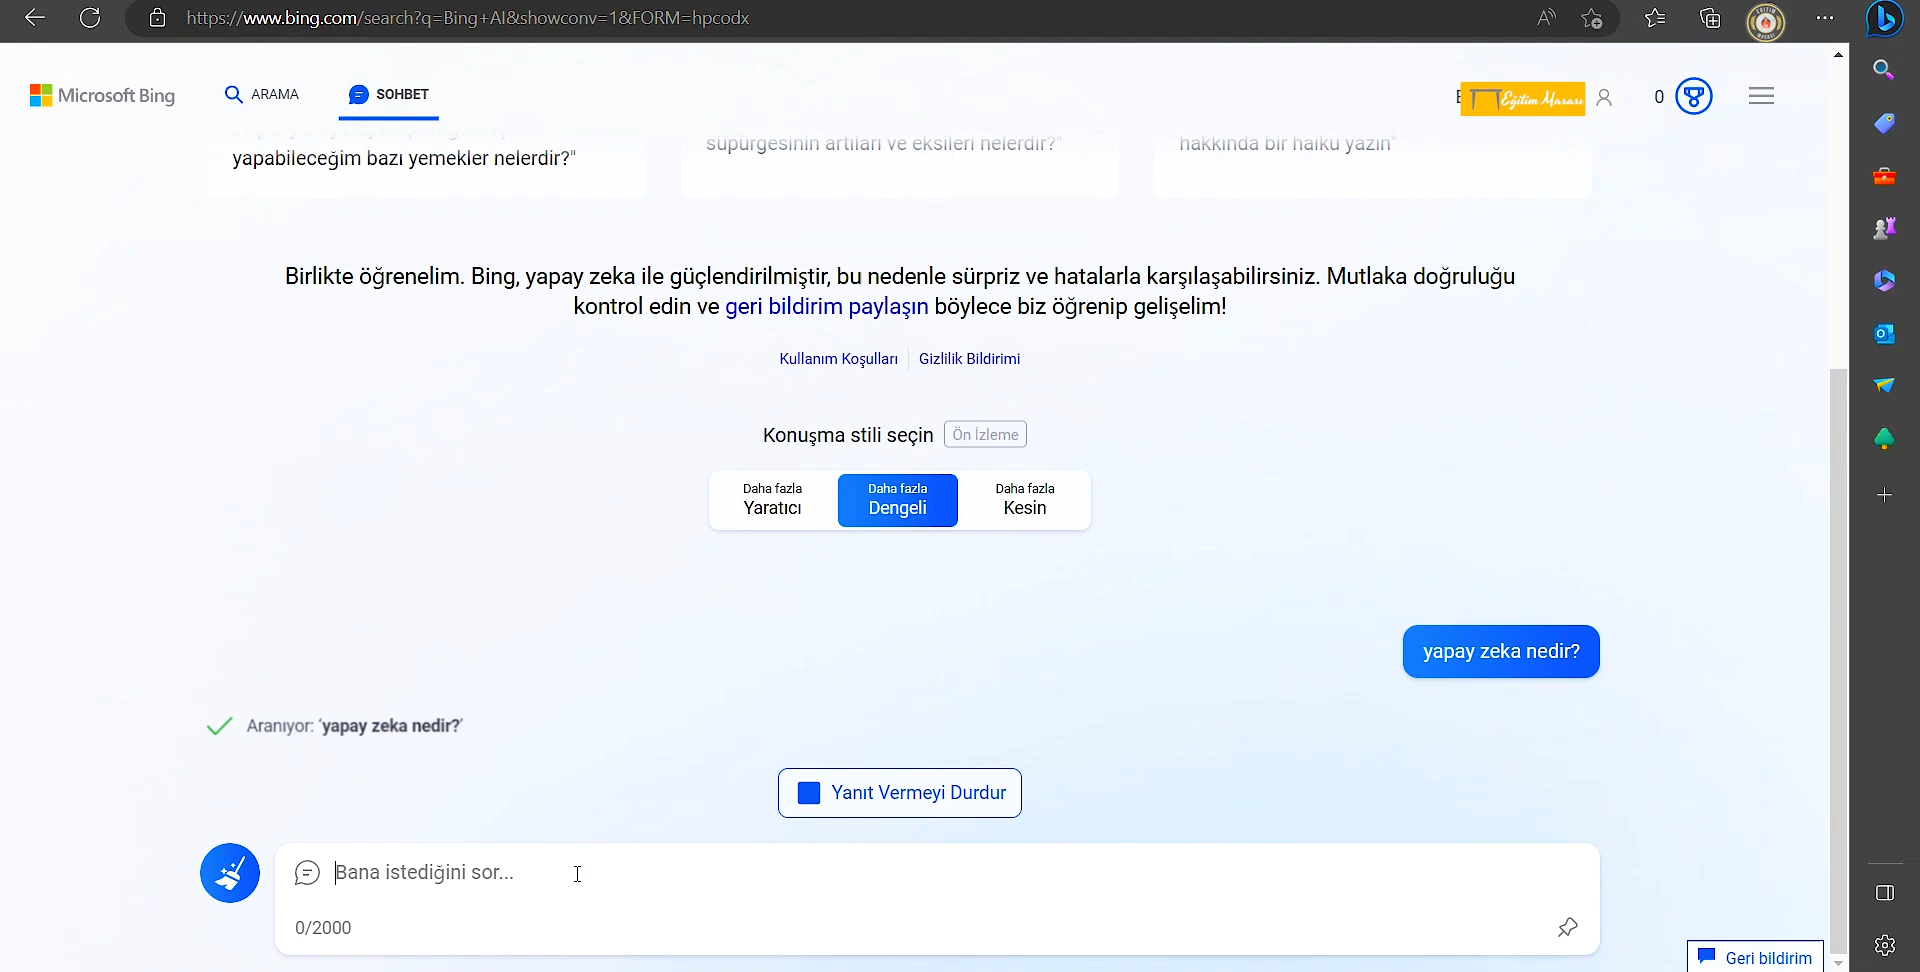 https://www.bing.com/search?q=Bing+AI&showconv=1&FORM=hpcodx
Microsoft Bing
ARAMA
SOHBET
Eğitim Masası
0
yapabileceğim bazı yemekler nelerdir?"
süpürgesinin artıları ve eksileri nelerdir?"
hakkında bir haiku yazın"
Birlikte öğrenelim. Bing, yapay zeka ile güçlendirilmiştir, bu nedenle sürpriz ve hatalarla karşılaşabilirsiniz. Mutlaka doğruluğu
kontrol edin ve geri bildirim paylaşın böylece biz öğrenip gelişelim!
Kullanım Koşulları
Gizlilik Bildirimi
Konuşma stili seçin
Ön İzleme
Daha fazla
Yaratıcı
Daha fazla
Dengeli
Daha fazla
Kesin
yapay zeka nedir?
Aranıyor: 'yapay zeka nedir?'
Yanıt Vermeyi Durdur
Bana istediğini sor...
0/2000
Geri bildirim